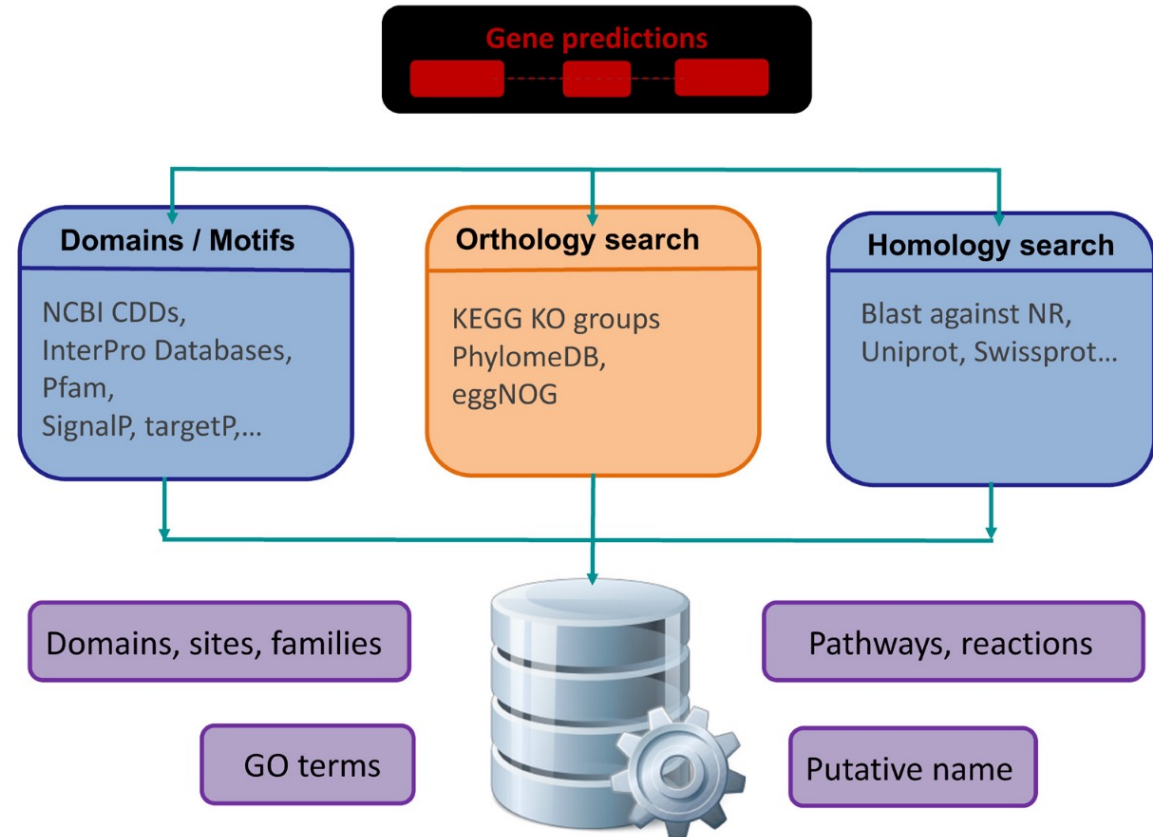 Gene predictions
Domains / Motifs
NCBI CDDs,
InterPro Databases,
Pfam,
SignalP, targetP,...
Orthology search
KEGG KO groups
PhylomeDB,
eggNOG
Homology search
Blast against NR,
Uniprot, Swissprot...
Domains, sites, families
Pathways, reactions
GO terms
Putative name